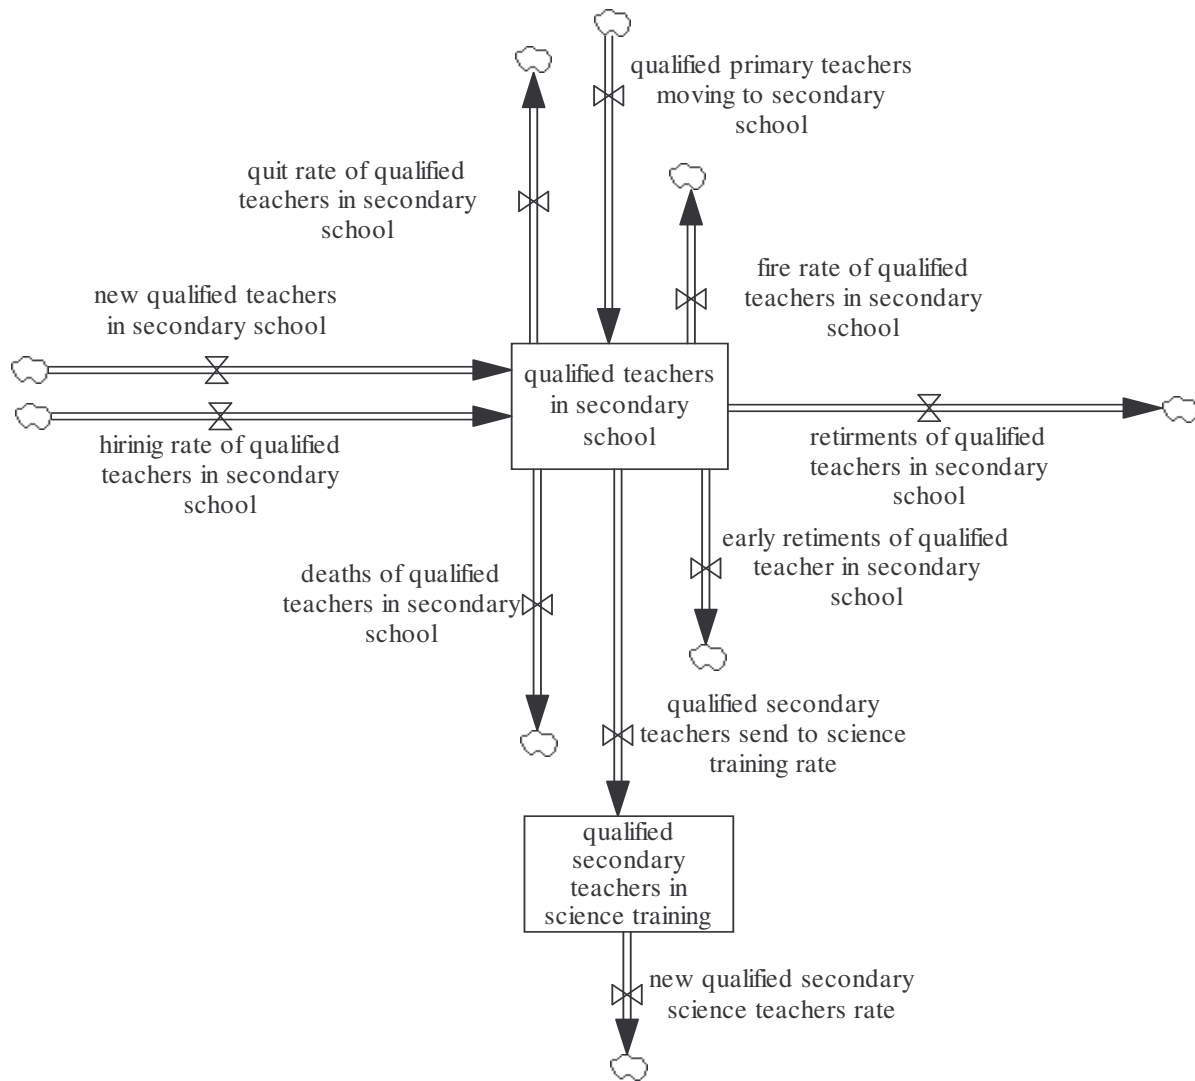 qualified primary teachers
moving to secondary
school
quit rate of qualified
teachers in secondary
school
fire rate of qualified
teachers in secondary
school
new qualified teachers
in secondary school
qualified teachers
in secondary
school
hirinig rate of qualified
teachers in secondary
school
retirments of qualified
teachers in secondary
school
early retiments of qualified
teacher in secondary
school
deaths of qualified
teachers in secondary
school
qualified secondary
teachers send to science
training rate
qualified
secondary
teachers in
science training
new qualified secondary
science teachers rate